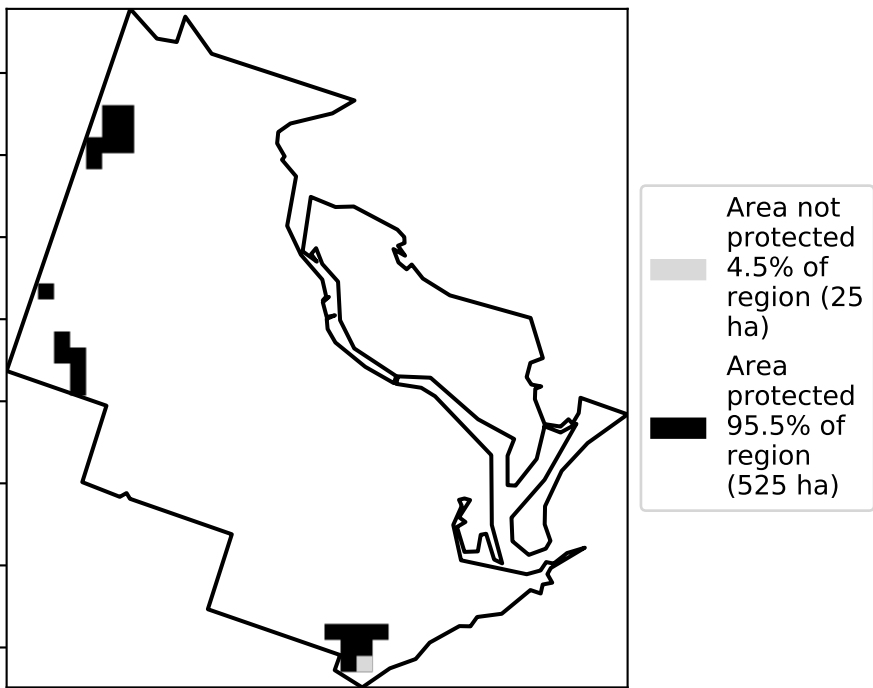 Area not
protected
4.5% of
region (25
ha)
Area
protected
95.5% of
region
(525 ha)